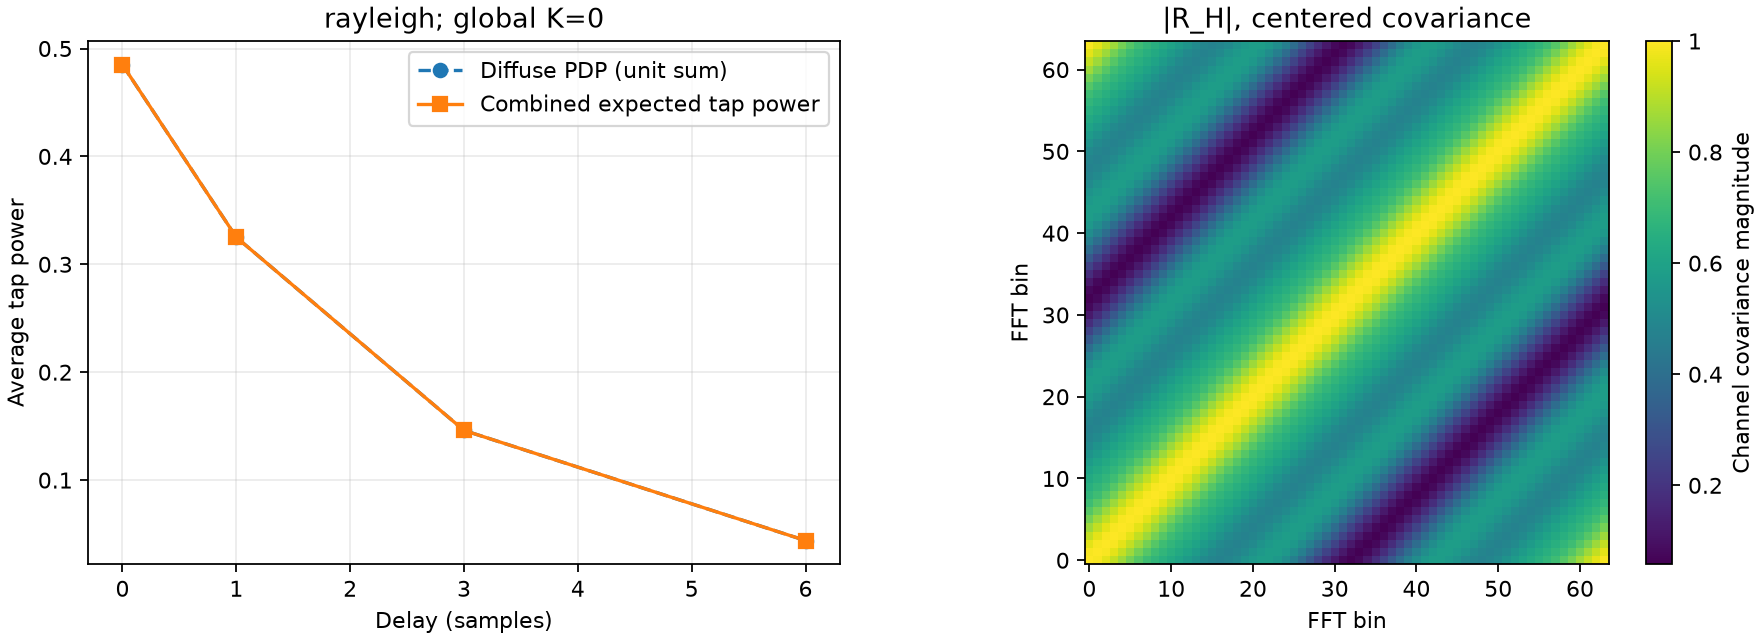 rayleigh; global K=0
0.5
0.4
0.3
0.2
0.1
Average tap power
Diffuse PDP (unit sum)
Combined expected tap power
0 1 2 3 4 5 6
Delay (samples)
|R_H|, centered covariance
60
50
40
30
20
10
0
FFT bin
0 10 20 30 40 50 60
FFT bin
1
0.8
0.6
0.4
0.2
Channel covariance magnitude